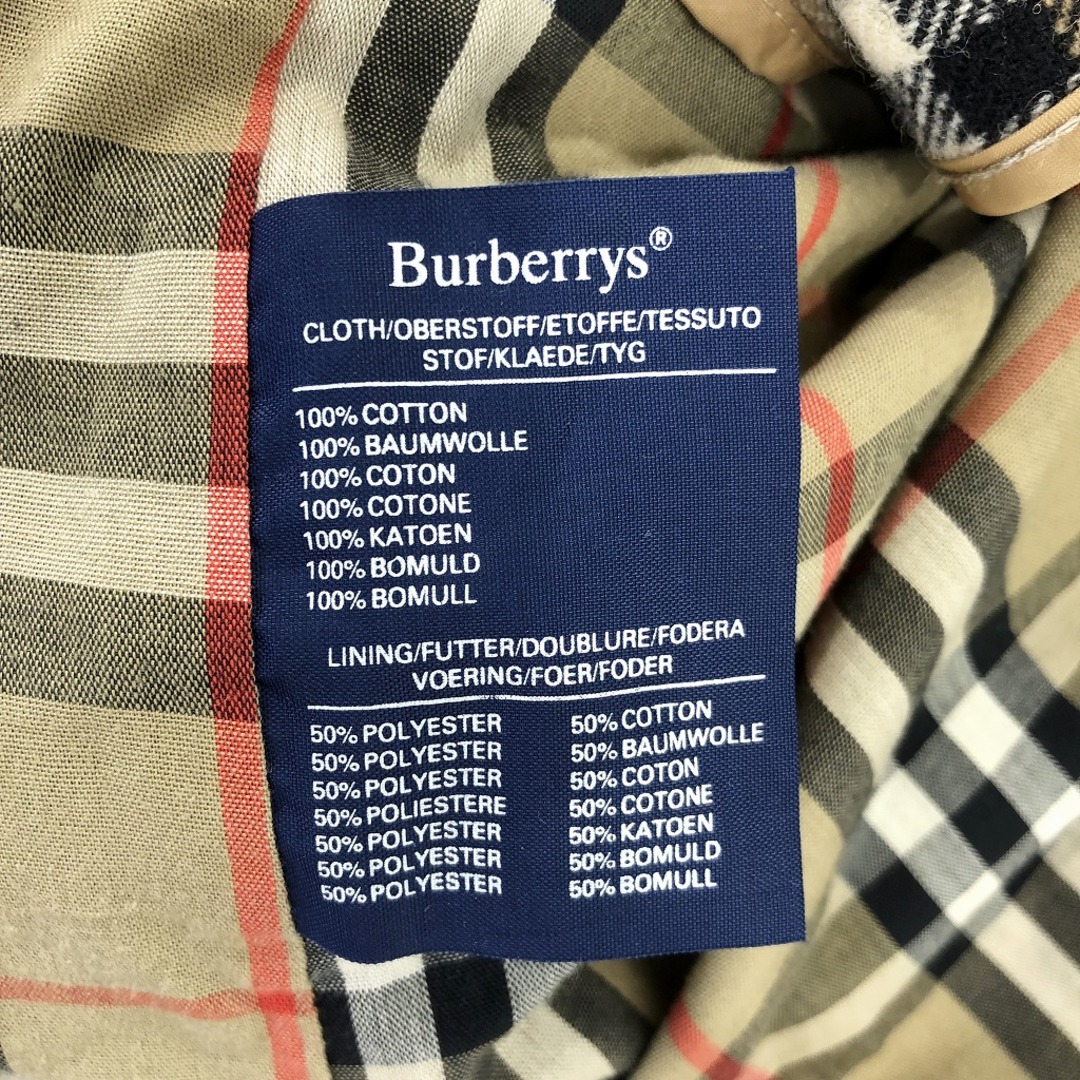 Burberrys®
CLOTH/OBERSTOFF/ETOFFE/TESSUTO
STOF/KLAEDE/TYG
100% COTTON
100% BAUMWOLLE
100% COTON
100% COTONE
100% KATOEN
100% BOMULD
100% BOMULL
LINING/FUTTER/DOUBLURE/FODERA
VOERING/FOER/FODER
50% POLYESTER 50% COTTON
50% POLYESTER 50% BAUMWOLLE
50% POLYESTER 50% COTON
50% POLIESTERE 50% COTONE
50% POLYESTER 50% KATOEN
50% POLYESTER 50% BOMULD
50% POLYESTER 50% BOMULL